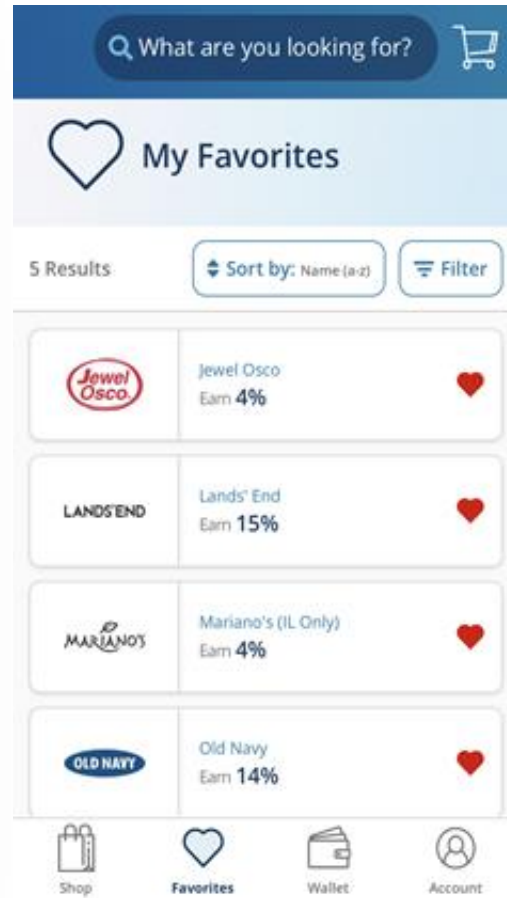 What are you looking for?
My Favorites
5 Results
Sort by: Name (a-z)
Filter
Jewel Osco.
Jewel Osco
Earn 4%
LANDS' END
Lands' End
Earn 15%
MARIANO'S
Mariano's (IL Only)
Earn 4%
OLD NAVY
Old Navy
Earn 14%
Shop
Favorites
Wallet
Account